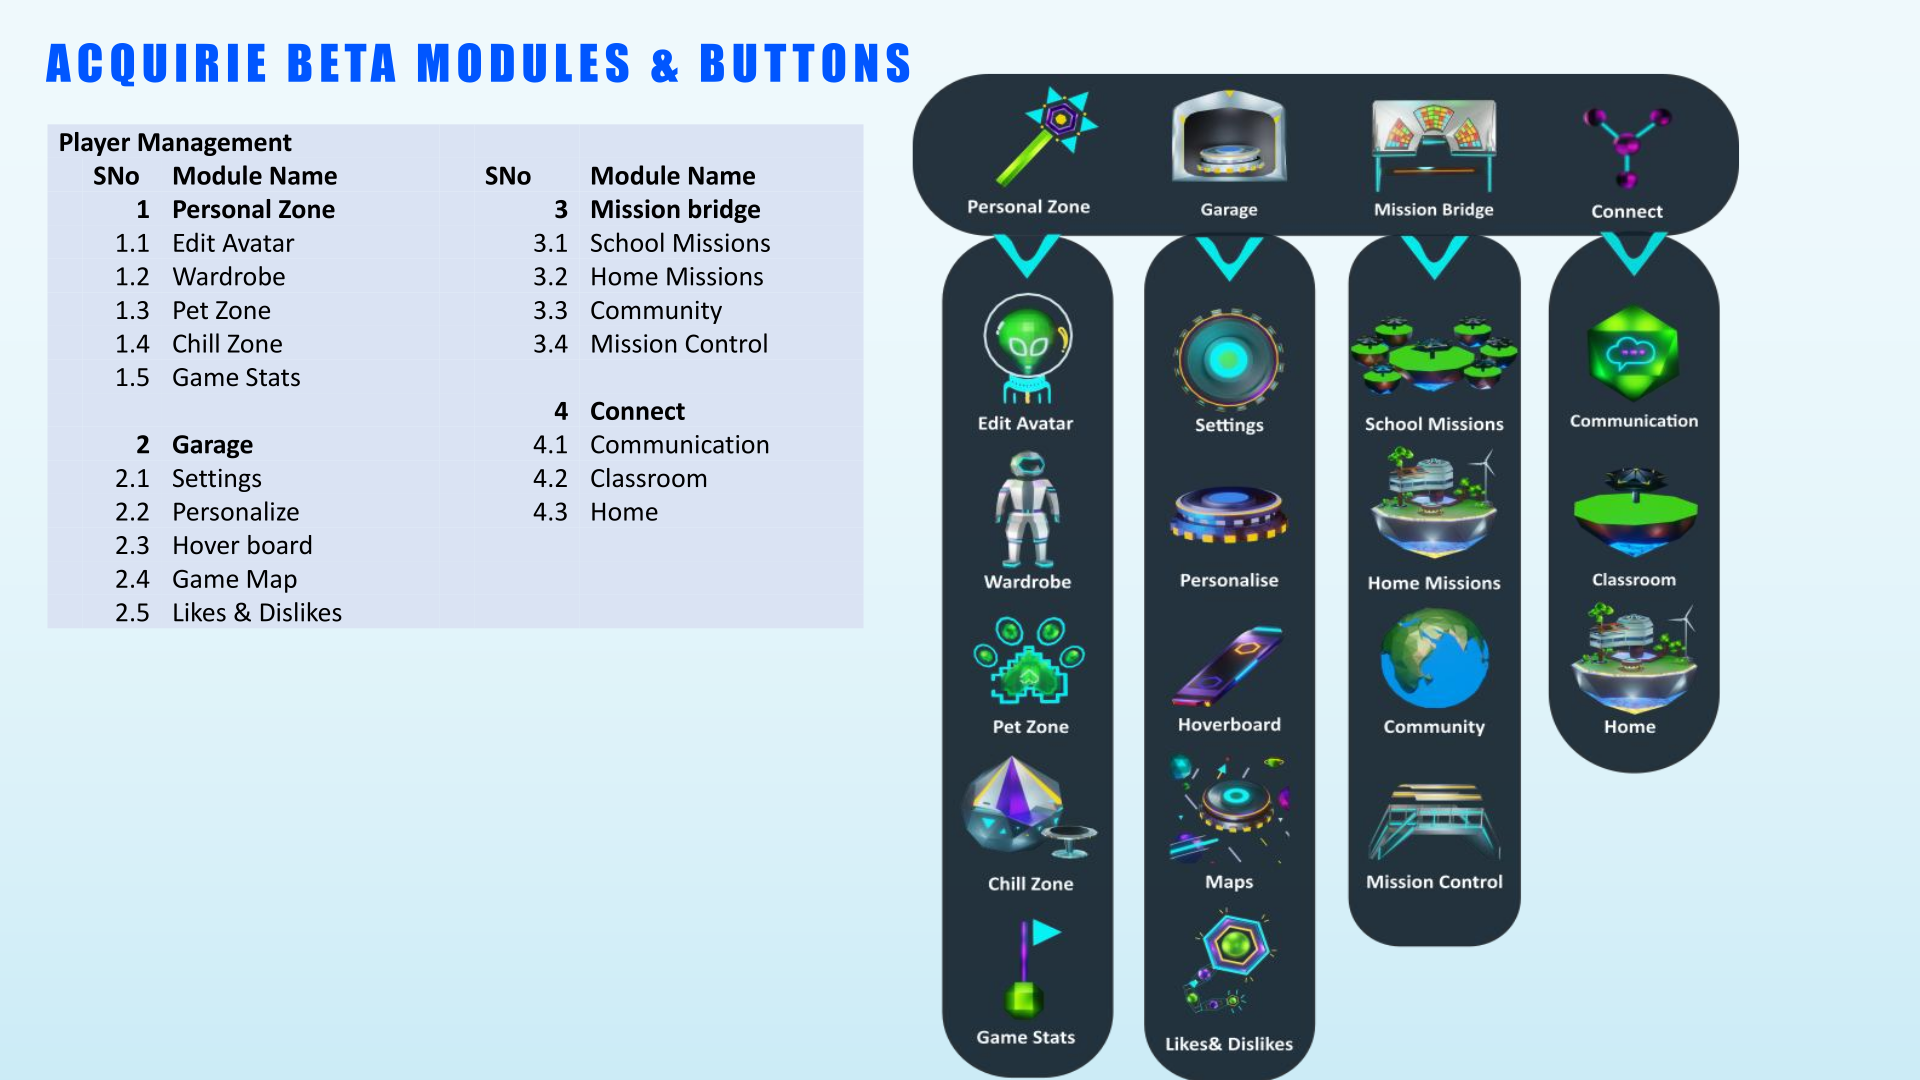 ACQUIRIE BETA MODULES & BUTTONS
Player Management
SNo Module Name SNo Module Name
1 Personal Zone 3 Mission bridge
1.1 Edit Avatar 3.1 School Missions
1.2 Wardrobe 3.2 Home Missions
1.3 Pet Zone 3.3 Community
1.4 Chill Zone 3.4 Mission Control
1.5 Game Stats
4 Connect
2 Garage 4.1 Communication
2.1 Settings 4.2 Classroom
2.2 Personalize 4.3 Home
2.3 Hover board
2.4 Game Map
2.5 Likes & Dislikes
Personal Zone Garage Mission Bridge Connect
Edit Avatar Settings School Missions Communication
Wardrobe Personalise Home Missions Classroom
Pet Zone Hoverboard Community Home
Chill Zone Maps Mission Control
Game Stats Likes& Dislikes